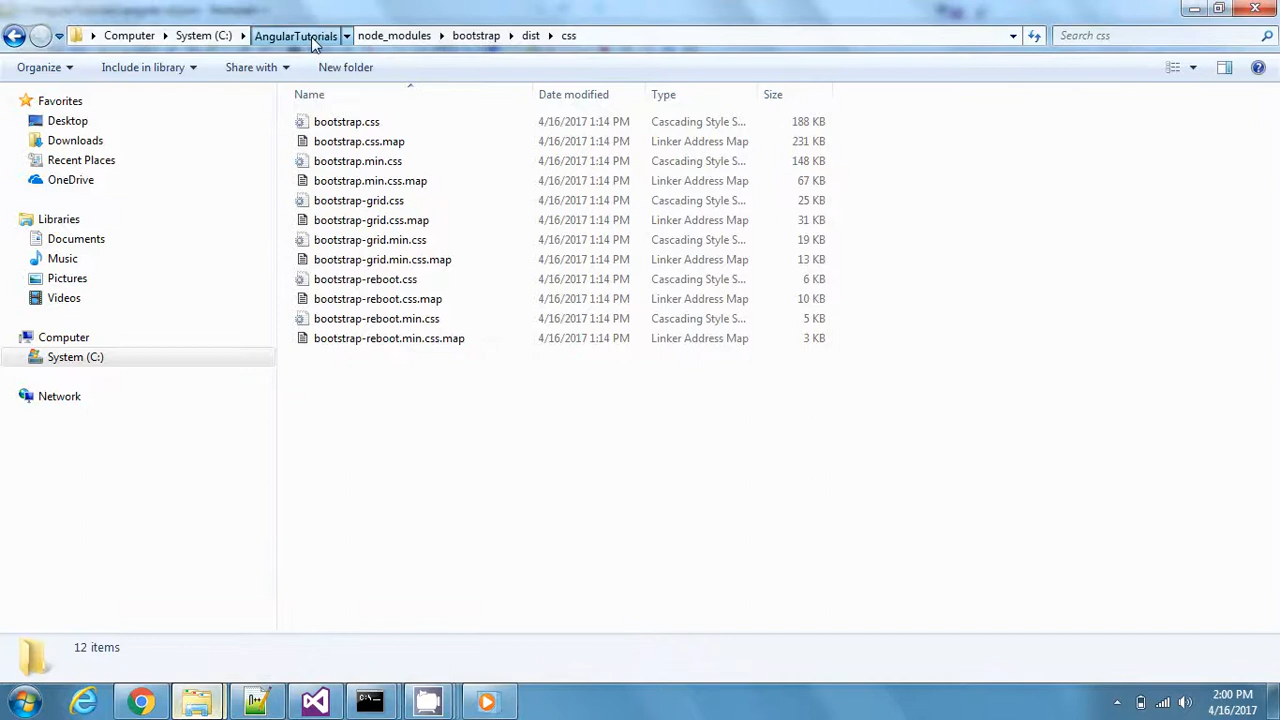 Computer System (C:) AngularTutorials node_modules bootstrap dist css Search css
Organize Include in library Share with New folder
Name Date modified Type Size
Favorites
Desktop
Downloads
Recent Places
OneDrive
Libraries
Documents
Music
Pictures
Videos
Computer
System (C:)
Network
bootstrap.css 4/16/2017 1:14 PM Cascading Style S... 188 KB
bootstrap.css.map 4/16/2017 1:14 PM Linker Address Map 231 KB
bootstrap.min.css 4/16/2017 1:14 PM Cascading Style S... 148 KB
bootstrap.min.css.map 4/16/2017 1:14 PM Linker Address Map 67 KB
bootstrap-grid.css 4/16/2017 1:14 PM Cascading Style S... 25 KB
bootstrap-grid.css.map 4/16/2017 1:14 PM Linker Address Map 31 KB
bootstrap-grid.min.css 4/16/2017 1:14 PM Cascading Style S... 19 KB
bootstrap-grid.min.css.map 4/16/2017 1:14 PM Linker Address Map 13 KB
bootstrap-reboot.css 4/16/2017 1:14 PM Cascading Style S... 6 KB
bootstrap-reboot.css.map 4/16/2017 1:14 PM Linker Address Map 10 KB
bootstrap-reboot.min.css 4/16/2017 1:14 PM Cascading Style S... 5 KB
bootstrap-reboot.min.css.map 4/16/2017 1:14 PM Linker Address Map 3 KB
12 items
2:00 PM
4/16/2017